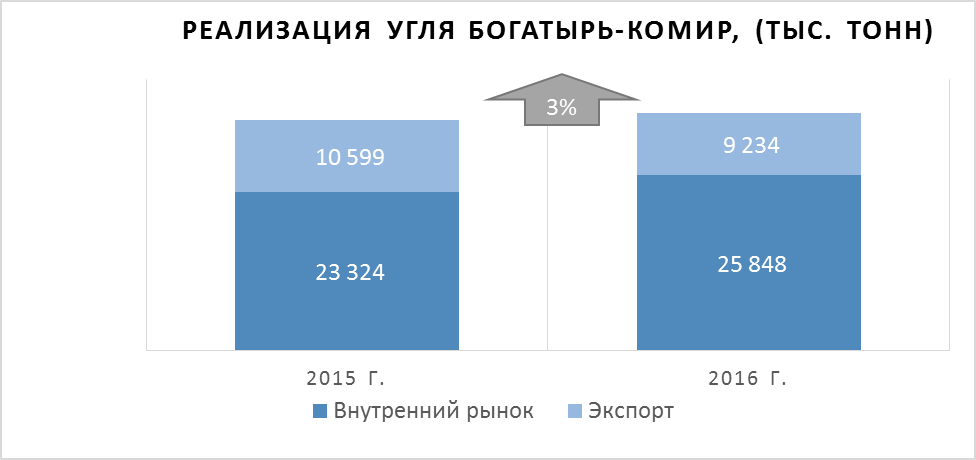 РЕАЛИЗАЦИЯ УГЛЯ БОГАТЫРЬ-КОМИР, (ТЫС. ТОНН)
3%
10 599
9 234
23 324
25 848
2015 Г.
2016 Г.
Внутренний рынок
Экспорт